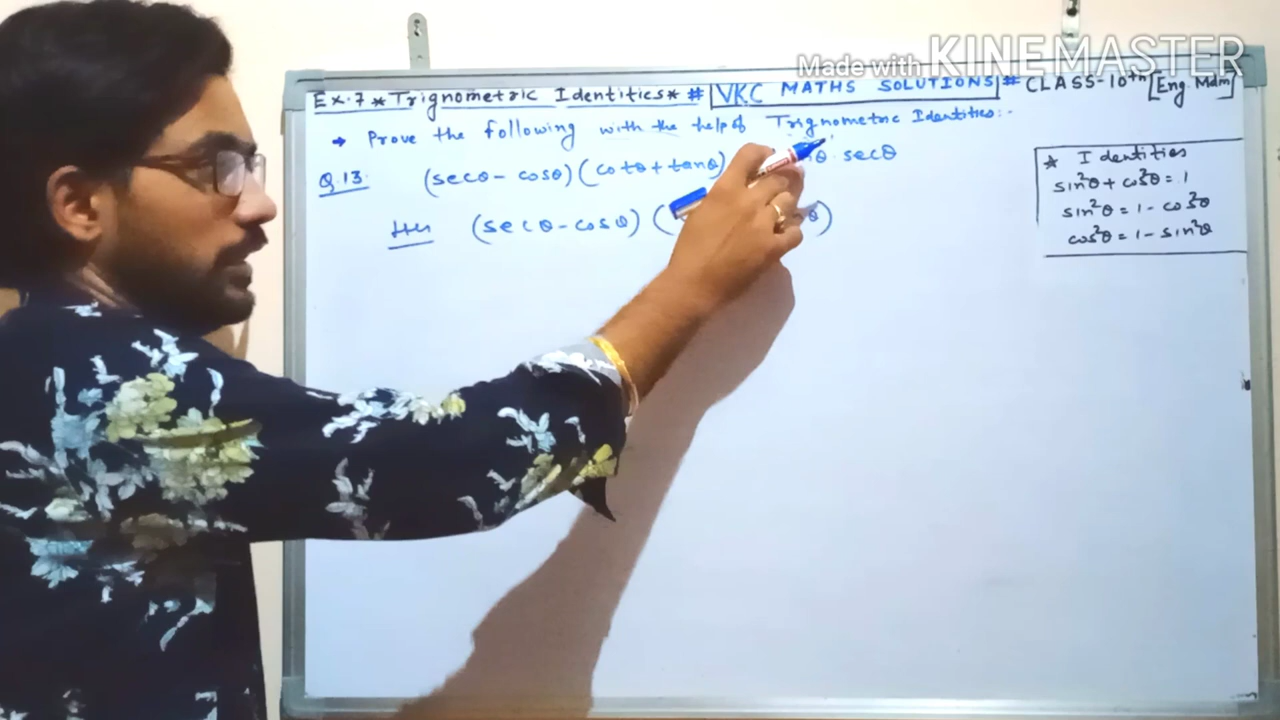 Made with KINEMASTER
Ex.7 * Trignometric Identities * # VKC MATHS SOLUTIONS # CLASS-10th [Eng Mdm]
→ Prove the following with the help of Trignometric Identities:-
Q.13. (secθ - cosθ) (cotθ + tanθ) θ. secθ
(secθ - cosθ) ( θ)
* Identities
sin²θ + cos²θ = 1
sin²θ = 1 - cos²θ
cos²θ = 1 - sin²θ